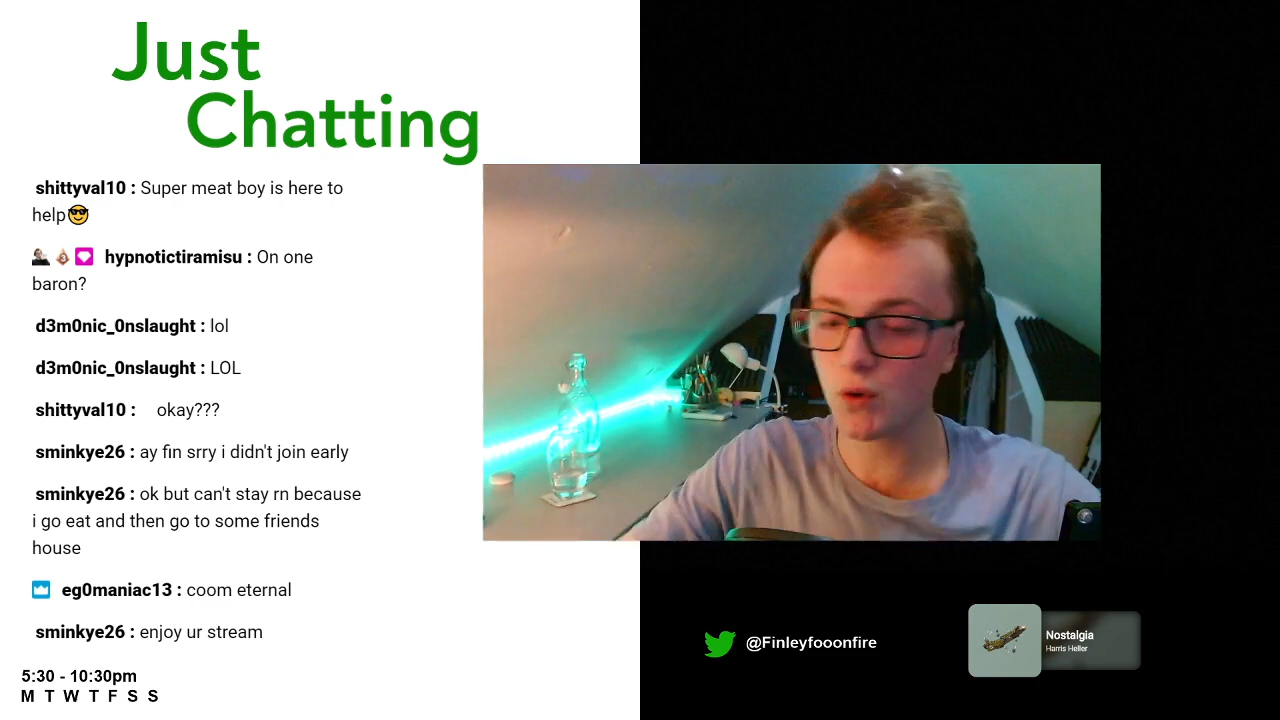 Just
Chatting
shittyval10 : Super meat boy is here to
help😎
hypnotictiramisu : On one
baron?
d3m0nic_0nslaught : lol
d3m0nic_0nslaught : LOL
shittyval10 : okay???
sminkye26 : ay fin srry i didn't join early
sminkye26 : ok but can't stay rn because
i go eat and then go to some friends
house
eg0maniac13 : coom eternal
sminkye26 : enjoy ur stream
5:30 - 10:30pm
M T W T F S S
@Finleyfooonfire
Nostalgia
Harris Heller